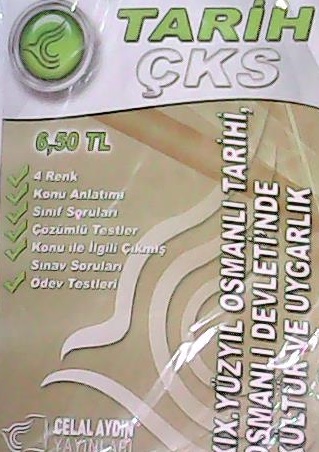 TARİH
ÇKS
6,50 TL
4 Renk
Konu Anlatımı
Sınıf Soruları
Çözümlü Testler
Konu ile İlgili Çıkmış
Sınav Soruları
Ödev Testleri
XIX.YÜZYIL OSMANLI TARİHİ,
OSMANLI DEVLETİ'NDE
KÜLTÜR VE UYGARLIK
CELAL AYDIN
YAYINLARI